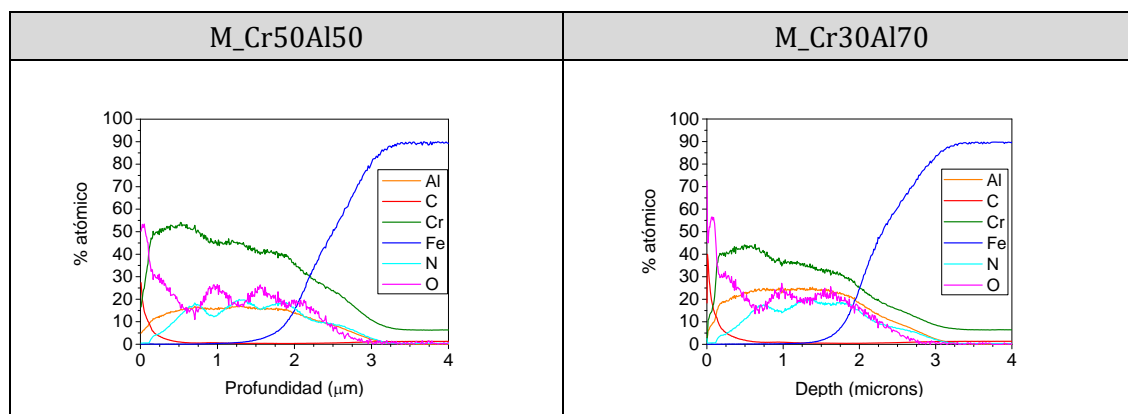 M_Cr50Al50
M_Cr30Al70
100
90
80
70
60
50
40
30
20
10
0
% atómico
Al
C
Cr
Fe
N
O
0 1 2 3 4
Profundidad (μm)
100
90
80
70
60
50
40
30
20
10
0
% atómico
Al
C
Cr
Fe
N
O
0 1 2 3 4
Depth (microns)